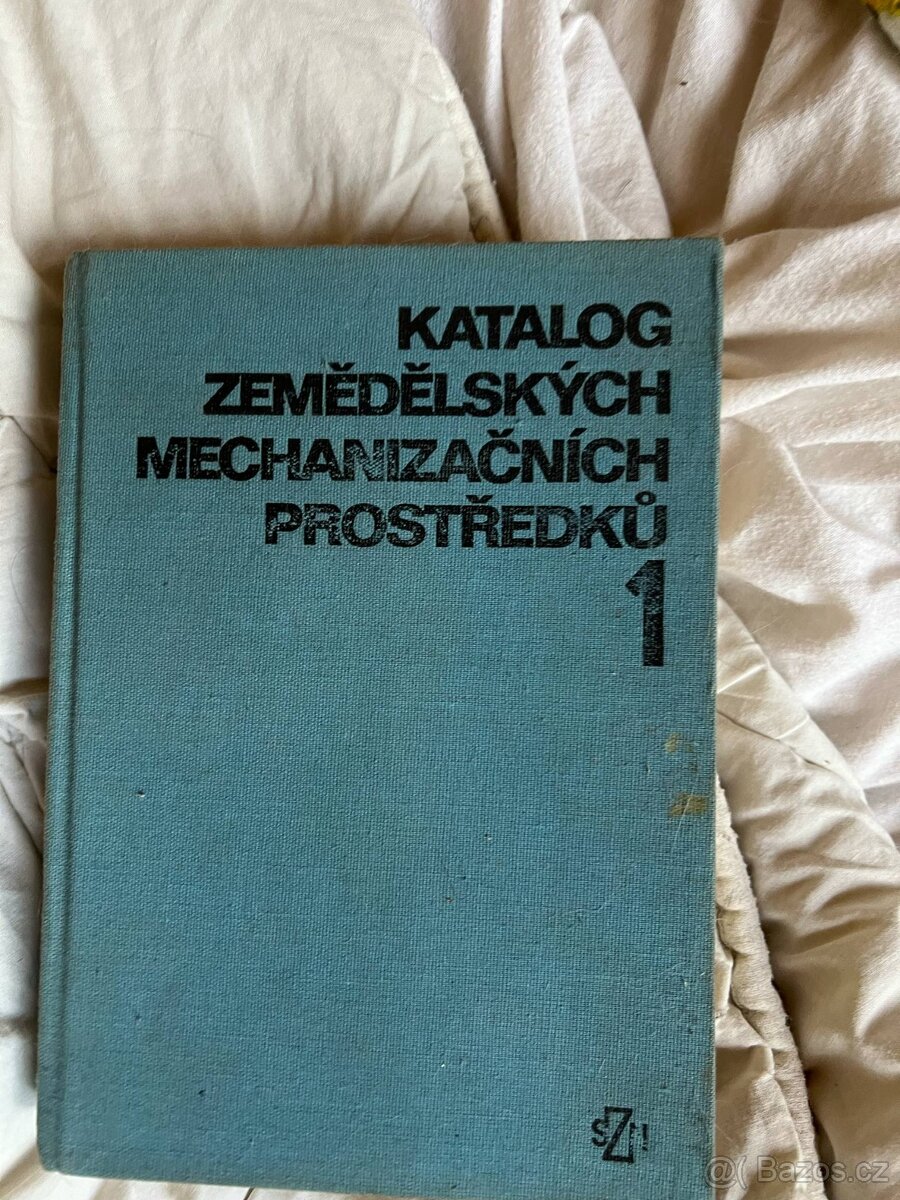 KATALOG
ZEMĚDĚLSKÝCH
MECHANIZAČNÍCH
PROSTŘEDKŮ
1
SZN
@( Bazos.cz